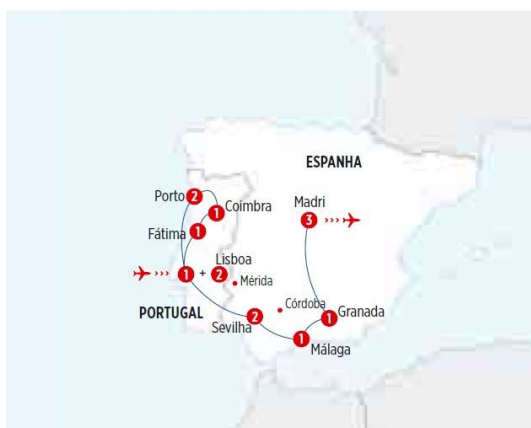 ESPANHA
Porto 2
Madri
Coimbra
1
3 >>>
Fátima 1
Lisboa
>>> 1 + 2
Mérida
Córdoba
PORTUGAL
2
1 Granada
Sevilha
1
Málaga